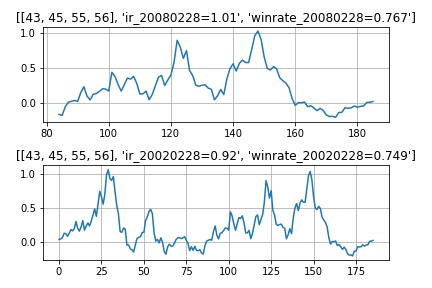 [[43, 45, 55, 56], 'ir_20080228=1.01', 'winrate_20080228=0.767']
1.0
0.5
0.0
80 100 120 140 160 180
[[43, 45, 55, 56], 'ir_20020228=0.92', 'winrate_20020228=0.749']
1.0
0.5
0.0
0 25 50 75 100 125 150 175